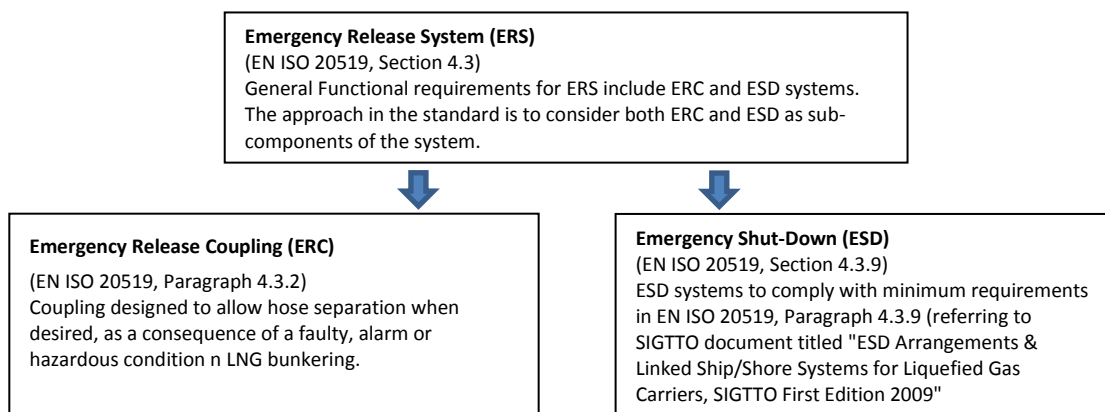 Emergency Release System (ERS)
(EN ISO 20519, Section 4.3)
General Functional requirements for ERS include ERC and ESD systems.
The approach in the standard is to consider both ERC and ESD as sub-
components of the system.
Emergency Release Coupling (ERC)
(EN ISO 20519, Paragraph 4.3.2)
Coupling designed to allow hose separation when
desired, as a consequence of a faulty, alarm or
hazardous condition n LNG bunkering.
Emergency Shut-Down (ESD)
(EN ISO 20519, Section 4.3.9)
ESD systems to comply with minimum requirements
in EN ISO 20519, Paragraph 4.3.9 (referring to
SIGTTO document titled "ESD Arrangements &
Linked Ship/Shore Systems for Liquefied Gas
Carriers, SIGTTO First Edition 2009"